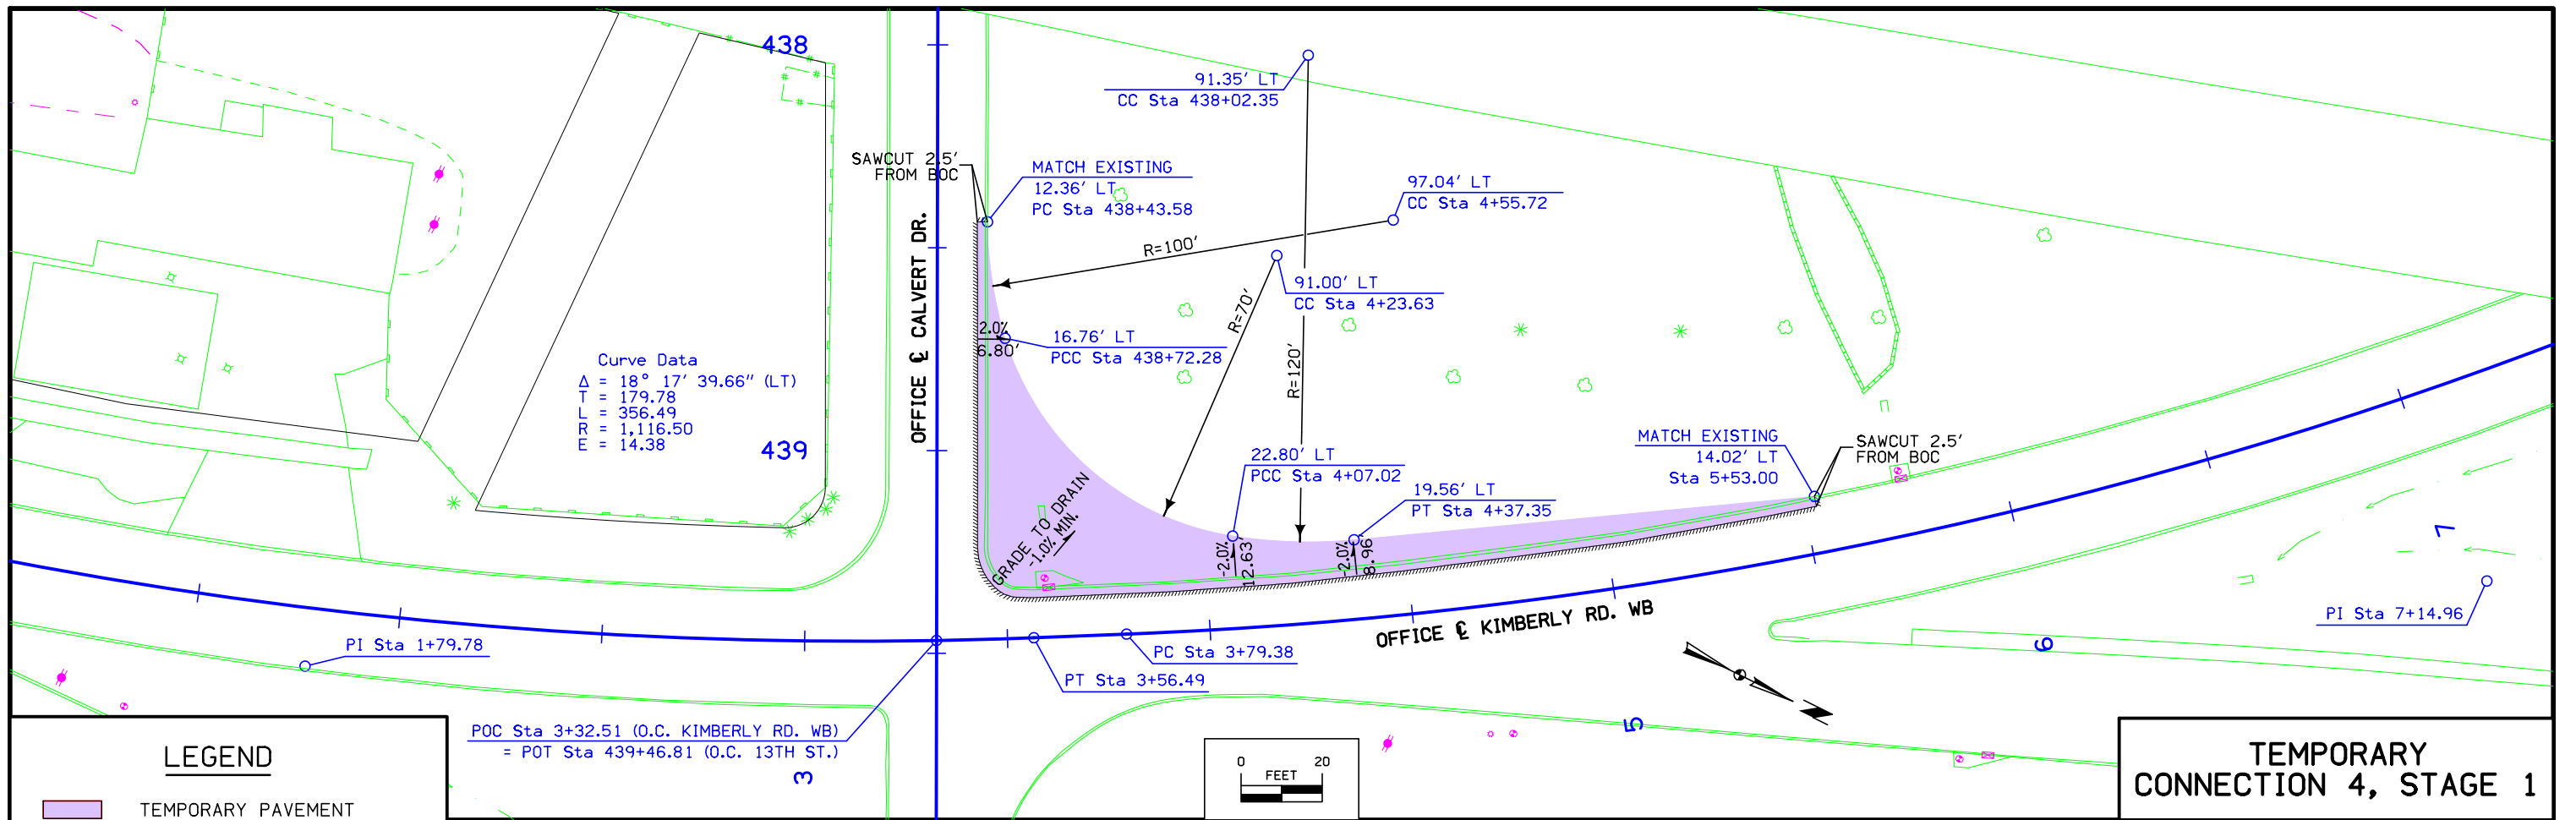 438
91.35' LT
CC Sta 438+02.35
SAWCUT 2.5'
FROM BOC
MATCH EXISTING
12.36' LT
PC Sta 438+43.58
97.04' LT
CC Sta 4+55.72
R=100'
OFFICE ℄ CALVERT DR.
91.00' LT
CC Sta 4+23.63
R=70'
R=120'
2.0%
6.80'
16.76' LT
PCC Sta 438+72.28
Curve Data
Δ = 18° 17' 39.66" (LT)
T = 179.78
L = 356.49
R = 1,116.50
E = 14.38
439
22.80' LT
PCC Sta 4+07.02
MATCH EXISTING
14.02' LT
Sta 5+53.00
SAWCUT 2.5'
FROM BOC
19.56' LT
PT Sta 4+37.35
GRADE TO DRAIN
-1.0% MIN.
-2.0%
12.63'
-2.0%
8.96'
7
PI Sta 7+14.96
OFFICE ℄ KIMBERLY RD. WB
6
PI Sta 1+79.78
PC Sta 3+79.38
PT Sta 3+56.49
5
POC Sta 3+32.51 (O.C. KIMBERLY RD. WB)
= POT Sta 439+46.81 (O.C. 13TH ST.)
3
LEGEND
TEMPORARY PAVEMENT
0 20
FEET
TEMPORARY
CONNECTION 4, STAGE 1